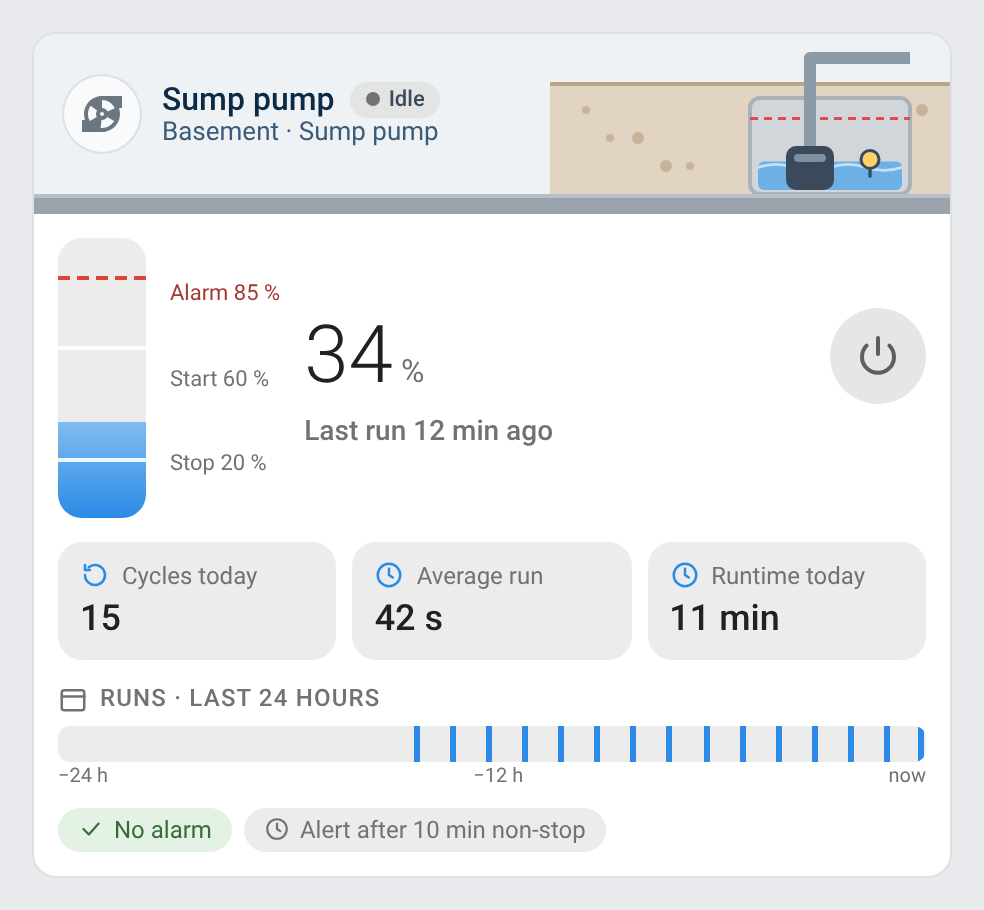 Sump pump
Idle
Basement · Sump pump
Alarm 85 %
Start 60 %
Stop 20 %
34 %
Last run 12 min ago
Cycles today
15
Average run
42 s
Runtime today
11 min
RUNS · LAST 24 HOURS
−24 h
−12 h
now
No alarm
Alert after 10 min non-stop